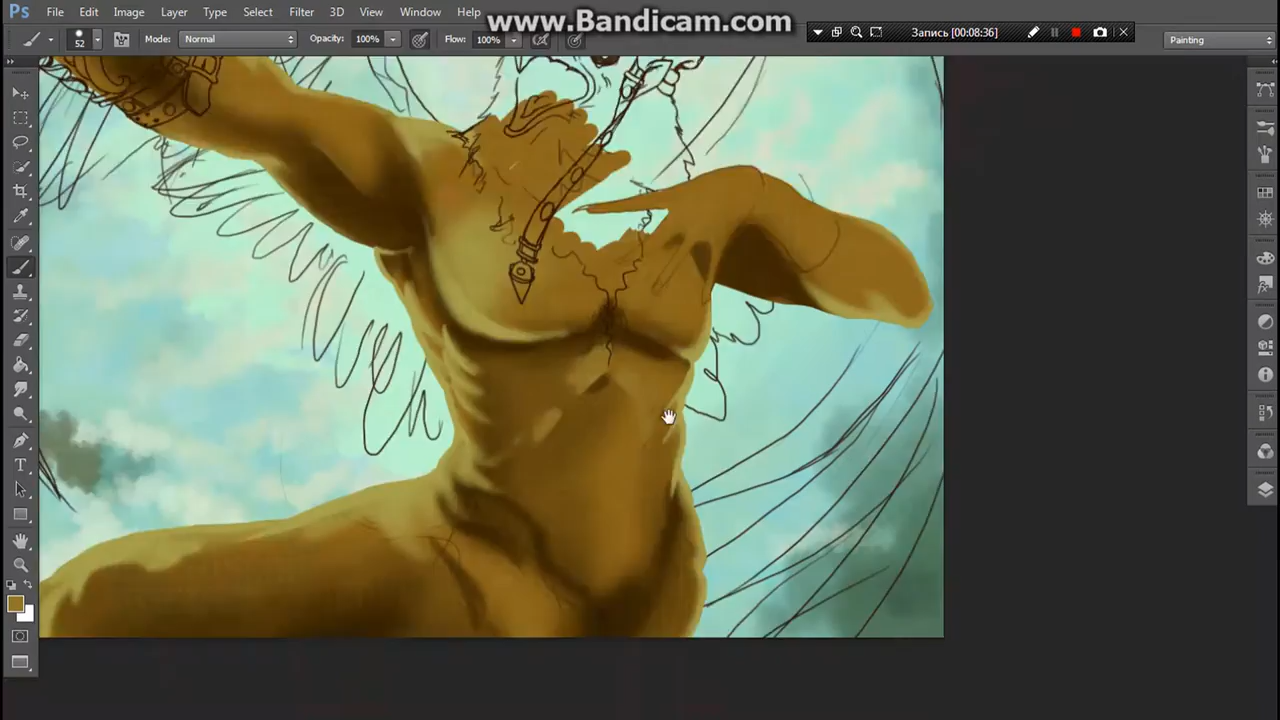 Ps File Edit Image Layer Type Select Filter 3D View Window Help
www.Bandicam.com
52 Mode: Normal Opacity: 100% Flow: 100% Запись [00:08:36] Painting